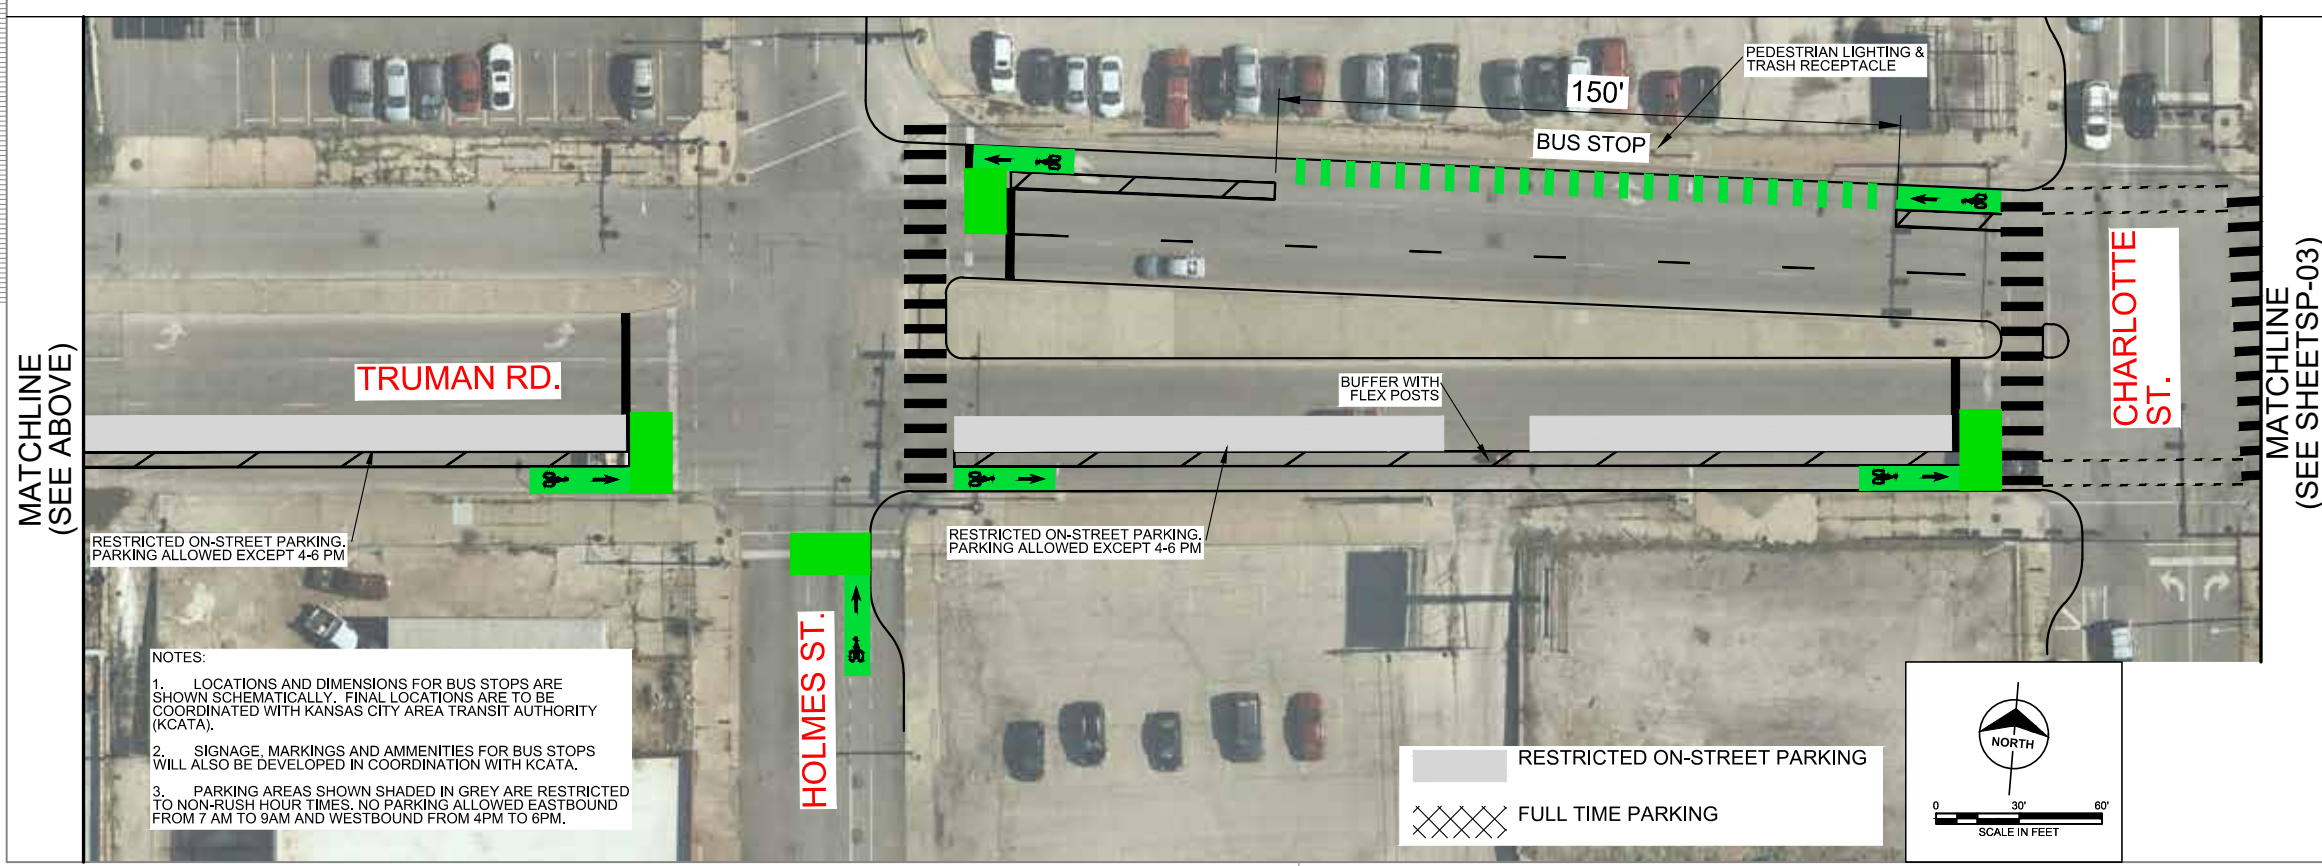 PEDESTRIAN LIGHTING &
TRASH RECEPTACLE
150'
BUS STOP
MATCHLINE
(SEE ABOVE)
TRUMAN RD.
BUFFER WITH
FLEX POSTS
CHARLOTTE
ST.
MATCHLINE
(SEE SHEETSP-03)
RESTRICTED ON-STREET PARKING.
PARKING ALLOWED EXCEPT 4-6 PM
RESTRICTED ON-STREET PARKING.
PARKING ALLOWED EXCEPT 4-6 PM
HOLMES ST.
NOTES:
1. LOCATIONS AND DIMENSIONS FOR BUS STOPS ARE
SHOWN SCHEMATICALLY. FINAL LOCATIONS ARE TO BE
COORDINATED WITH KANSAS CITY AREA TRANSIT AUTHORITY
(KCATA).
2. SIGNAGE, MARKINGS AND AMMENITIES FOR BUS STOPS
WILL ALSO BE DEVELOPED IN COORDINATION WITH KCATA.
3. PARKING AREAS SHOWN SHADED IN GREY ARE RESTRICTED
TO NON-RUSH HOUR TIMES. NO PARKING ALLOWED EASTBOUND
FROM 7 AM TO 9AM AND WESTBOUND FROM 4PM TO 6PM.
RESTRICTED ON-STREET PARKING
FULL TIME PARKING
NORTH
0 30' 60'
SCALE IN FEET